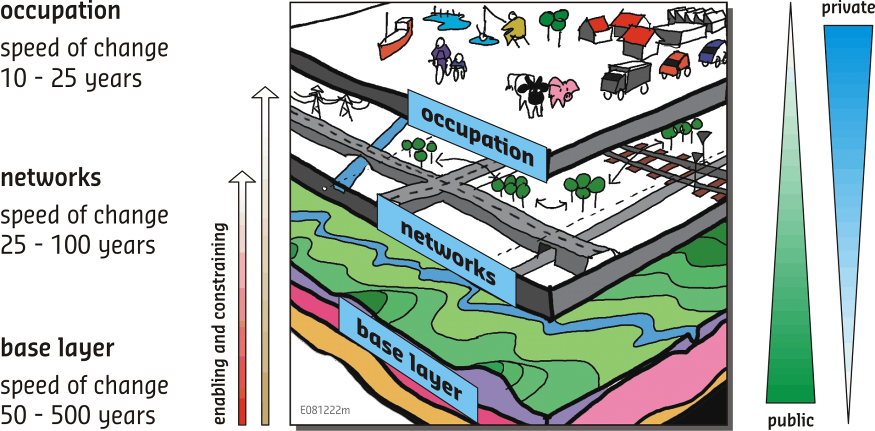 occupation
speed of change
10 - 25 years
networks
speed of change
25 - 100 years
base layer
speed of change
50 - 500 years
enabling and constraining
occupation
networks
base layer
E081222m
private
public